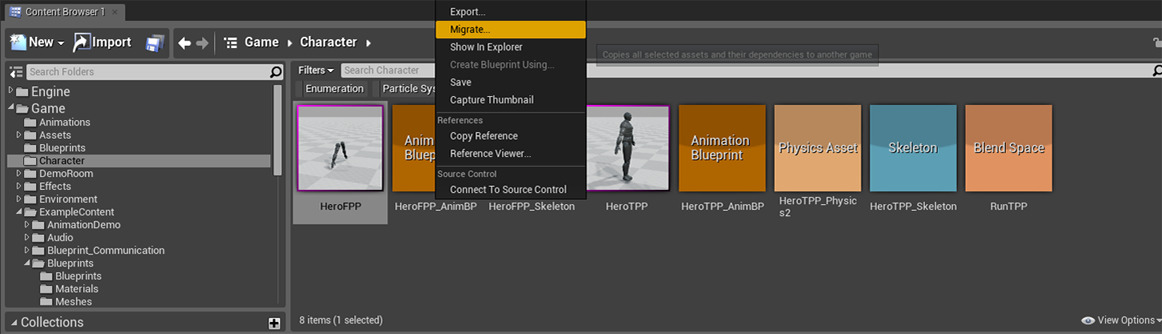 Content Browser 1
New
Import
Game
Character
Search Folders
Engine
Game
Animations
Assets
Blueprints
Character
DemoRoom
Effects
Environment
ExampleContent
AnimationDemo
Audio
Blueprint_Communication
Blueprints
Blueprints
Materials
Meshes
Collections
Filters
Search Character
Enumeration
Particle Sys
Export...
Migrate...
Show In Explorer
Create Blueprint Using...
Save
Capture Thumbnail
References
Copy Reference
Reference Viewer...
Source Control
Connect To Source Control
Copies all selected assets and their dependencies to another game
HeroFPP
Anim
Bluep
HeroFPP_AnimBP
HeroFPP_Skeleton
HeroTPP
Animation
Blueprint
HeroTPP_AnimBP
Physics Asset
HeroTPP_Physic
s2
Skeleton
HeroTPP_Skeleton
Blend Space
RunTPP
8 items (1 selected)
View Options